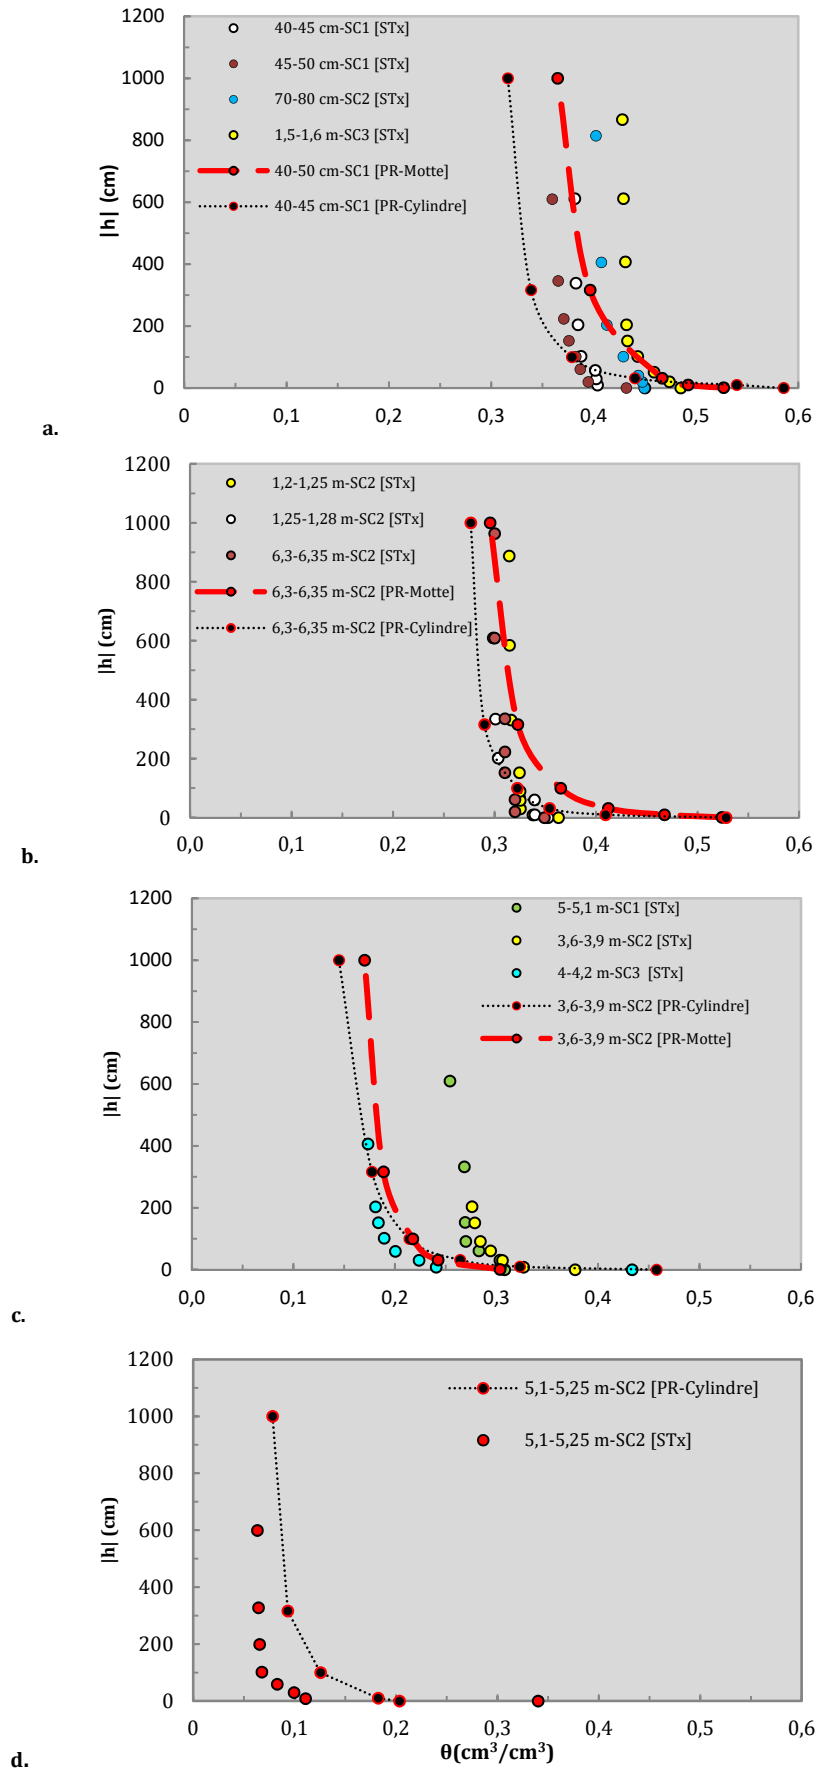 1200
1000
800
600
400
200
0
|h| (cm)
40-45 cm-SC1 [STx]
45-50 cm-SC1 [STx]
70-80 cm-SC2 [STx]
1,5-1,6 m-SC3 [STx]
40-50 cm-SC1 [PR-Motte]
40-45 cm-SC1 [PR-Cylindre]
0 0,1 0,2 0,3 0,4 0,5 0,6
a.
1200
1000
800
600
400
200
0
|h| (cm)
1,2-1,25 m-SC2 [STx]
1,25-1,28 m-SC2 [STx]
6,3-6,35 m-SC2 [STx]
6,3-6,35 m-SC2 [PR-Motte]
6,3-6,35 m-SC2 [PR-Cylindre]
0,0 0,1 0,2 0,3 0,4 0,5 0,6
b.
1200
1000
800
600
400
200
0
|h| (cm)
5-5,1 m-SC1 [STx]
3,6-3,9 m-SC2 [STx]
4-4,2 m-SC3 [STx]
3,6-3,9 m-SC2 [PR-Cylindre]
3,6-3,9 m-SC2 [PR-Motte]
0,0 0,1 0,2 0,3 0,4 0,5 0,6
c.
1200
1000
800
600
400
200
0
|h| (cm)
5,1-5,25 m-SC2 [PR-Cylindre]
5,1-5,25 m-SC2 [STx]
0 0,1 0,2 0,3 0,4 0,5 0,6
θ(cm³/cm³)
d.